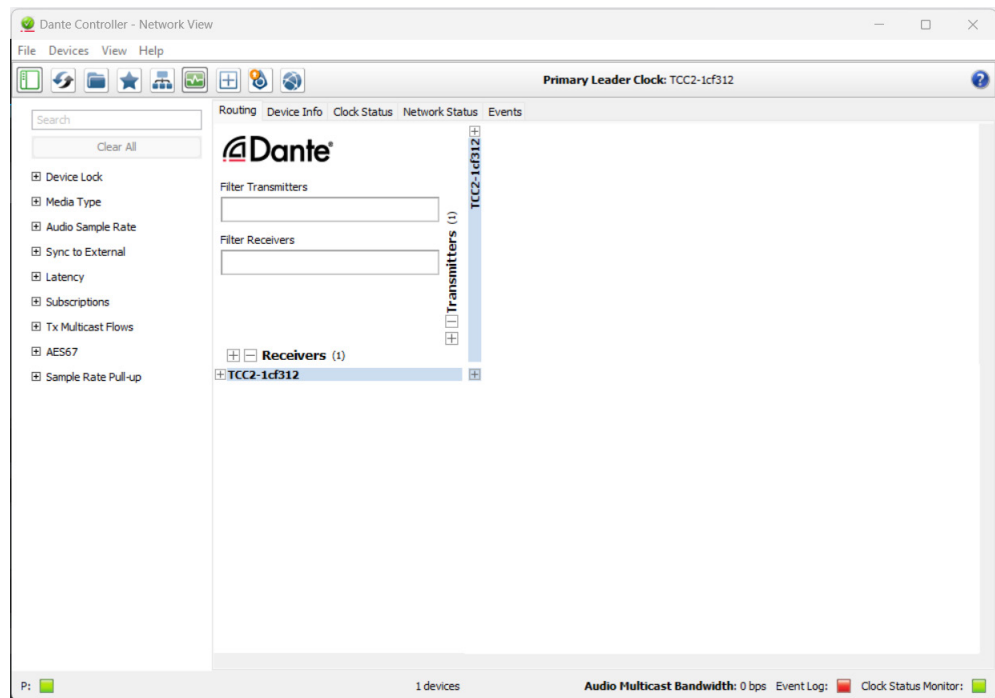 Dante Controller - Network View
File Devices View Help
Primary Leader Clock: TCC2-1cf312
Search
Clear All
Device Lock
Media Type
Audio Sample Rate
Sync to External
Latency
Subscriptions
Tx Multicast Flows
AES67
Sample Rate Pull-up
Routing Device Info Clock Status Network Status Events
Dante
Filter Transmitters
Filter Receivers
Transmitters (1)
TCC2-1cf312
Receivers (1)
TCC2-1cf312
P:
1 devices
Audio Multicast Bandwidth: 0 bps Event Log: Clock Status Monitor: